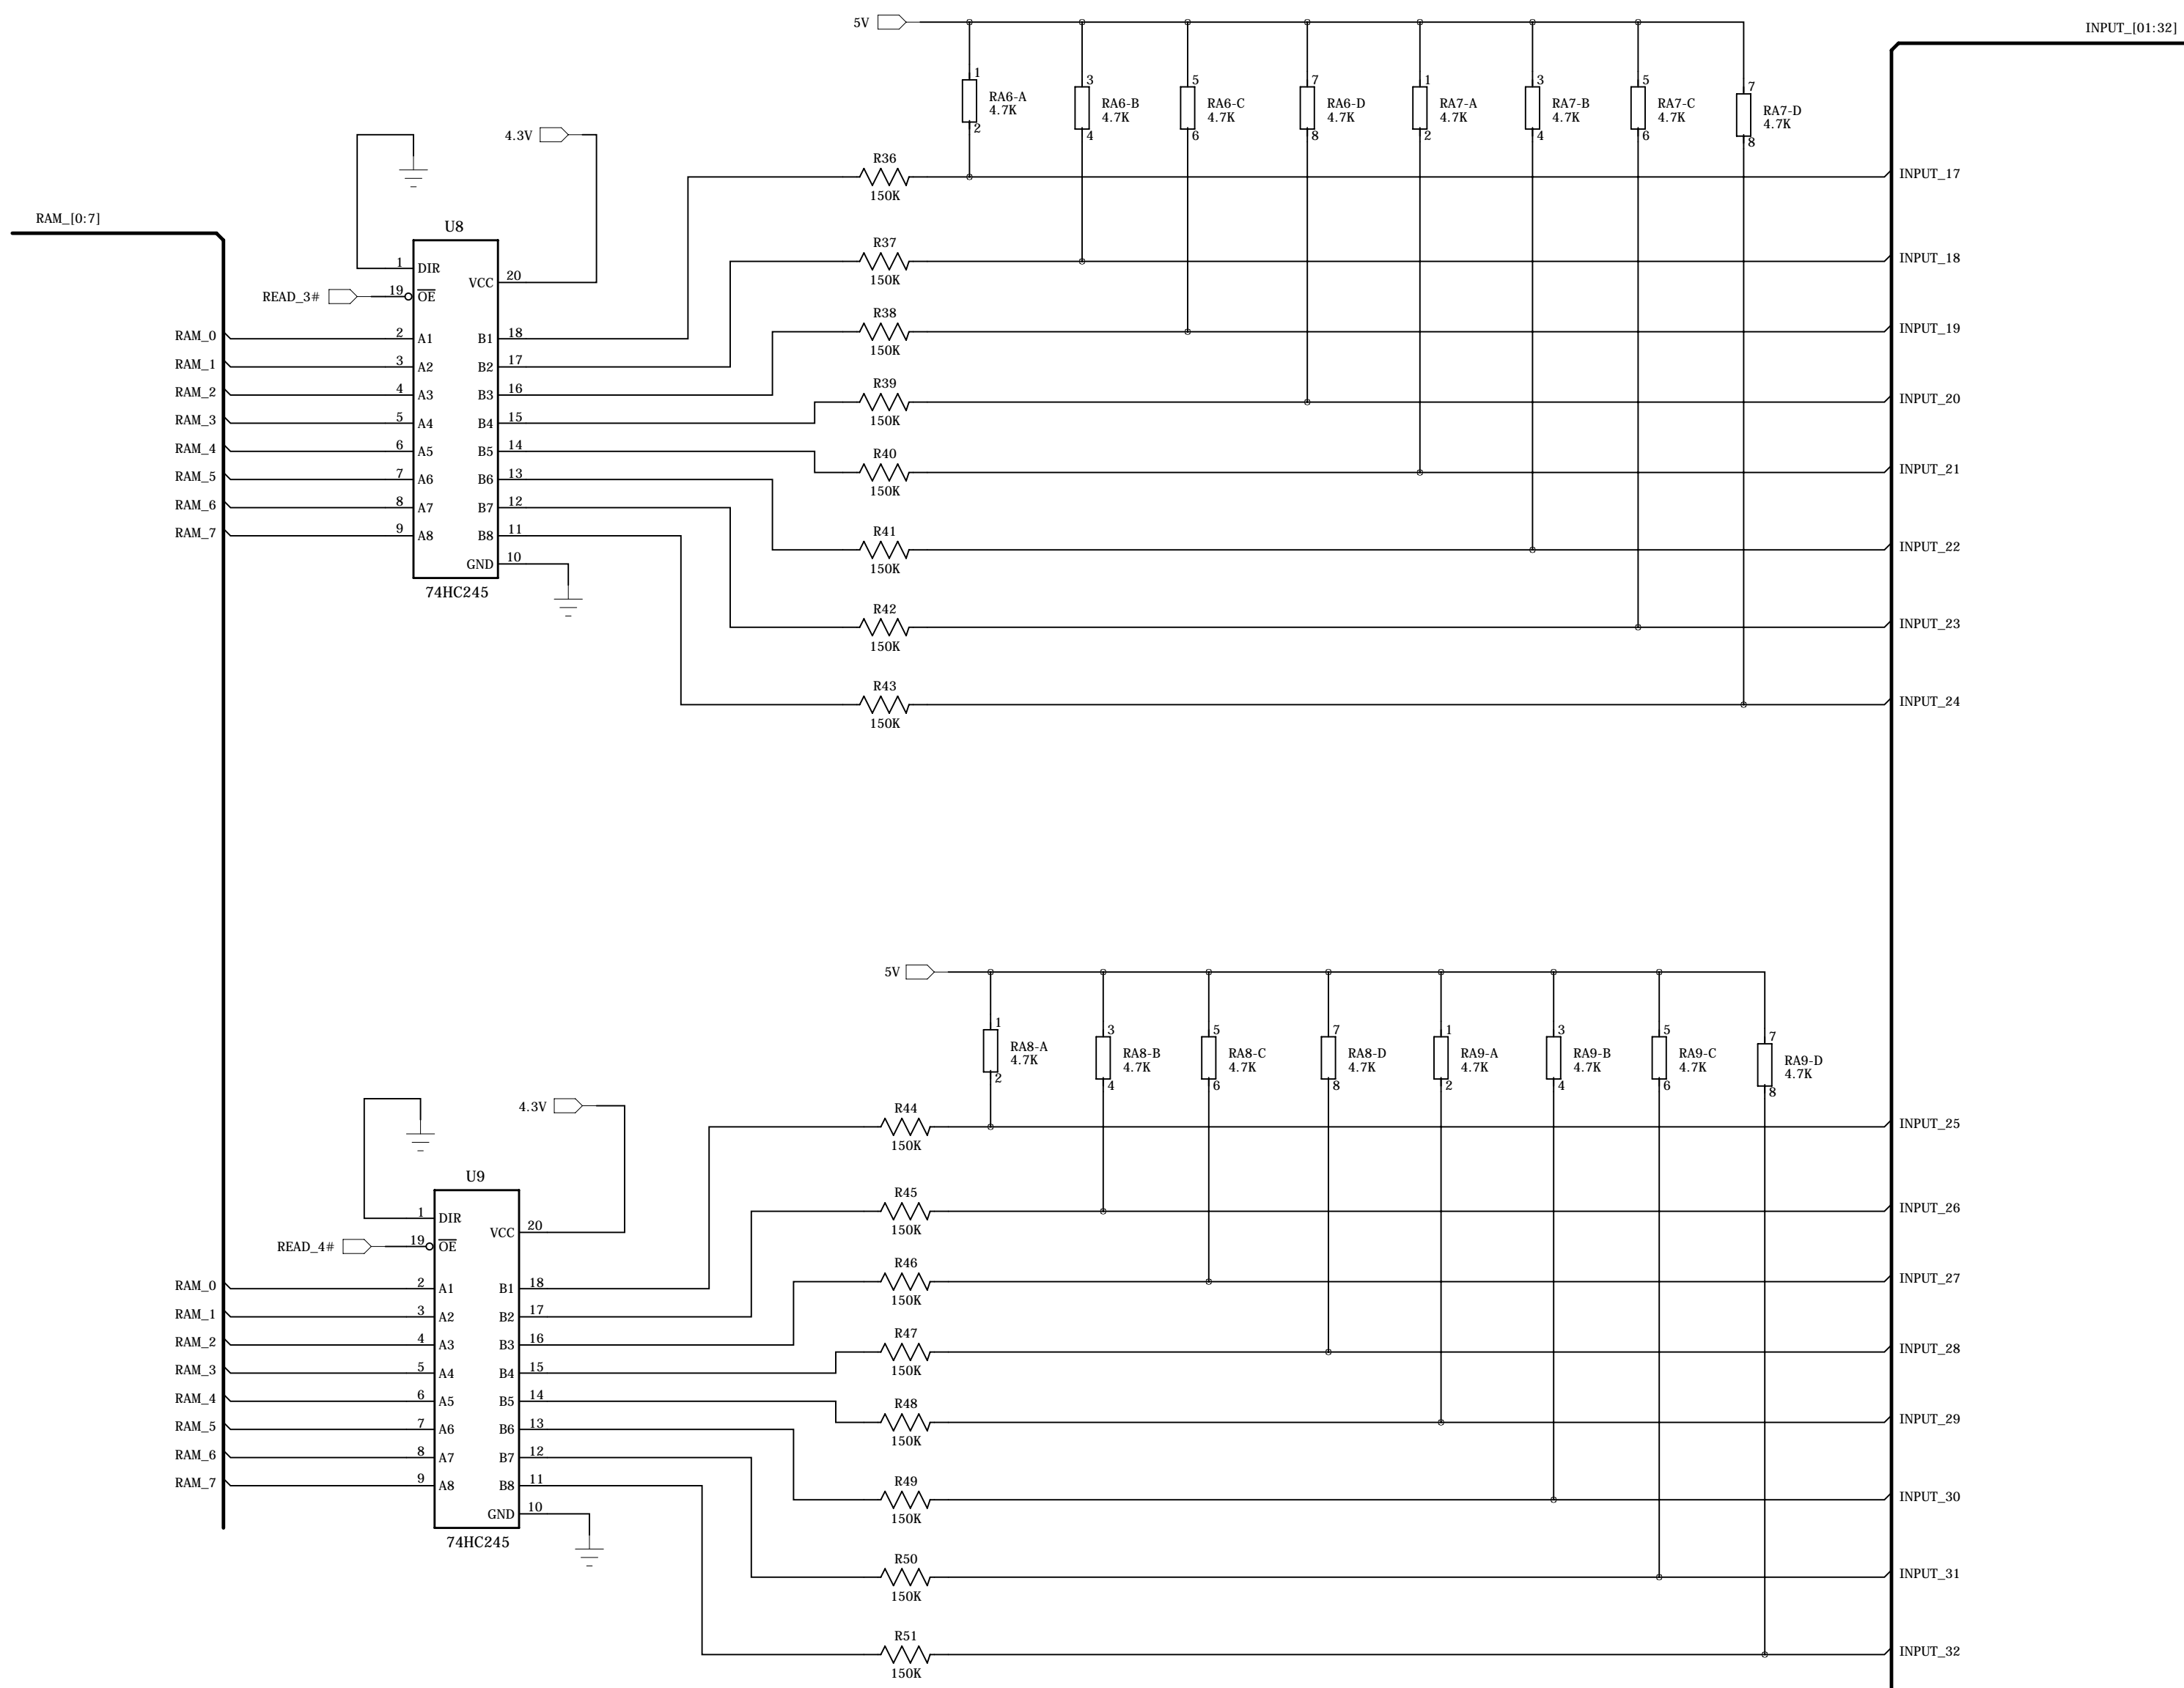 INPUT_[01:32]
5V
1
RA6-A
4.7K
2
3
RA6-B
4.7K
4
5
RA6-C
4.7K
6
7
RA6-D
4.7K
8
1
RA7-A
4.7K
2
3
RA7-B
4.7K
4
5
RA7-C
4.7K
6
7
RA7-D
4.7K
8
4.3V
RAM_[0:7]
U8
1 DIR
VCC 20
READ_3# 19 OE
RAM_0 2 A1 B1 18
RAM_1 3 A2 B2 17
RAM_2 4 A3 B3 16
RAM_3 5 A4 B4 15
RAM_4 6 A5 B5 14
RAM_5 7 A6 B6 13
RAM_6 8 A7 B7 12
RAM_7 9 A8 B8 11
GND 10
74HC245
R36
150K
INPUT_17
R37
150K
INPUT_18
R38
150K
INPUT_19
R39
150K
INPUT_20
R40
150K
INPUT_21
R41
150K
INPUT_22
R42
150K
INPUT_23
R43
150K
INPUT_24
5V
1
RA8-A
4.7K
2
3
RA8-B
4.7K
4
5
RA8-C
4.7K
6
7
RA8-D
4.7K
8
1
RA9-A
4.7K
2
3
RA9-B
4.7K
4
5
RA9-C
4.7K
6
7
RA9-D
4.7K
8
4.3V
U9
1 DIR
VCC 20
READ_4# 19 OE
RAM_0 2 A1 B1 18
RAM_1 3 A2 B2 17
RAM_2 4 A3 B3 16
RAM_3 5 A4 B4 15
RAM_4 6 A5 B5 14
RAM_5 7 A6 B6 13
RAM_6 8 A7 B7 12
RAM_7 9 A8 B8 11
GND 10
74HC245
R44
150K
INPUT_25
R45
150K
INPUT_26
R46
150K
INPUT_27
R47
150K
INPUT_28
R48
150K
INPUT_29
R49
150K
INPUT_30
R50
150K
INPUT_31
R51
150K
INPUT_32